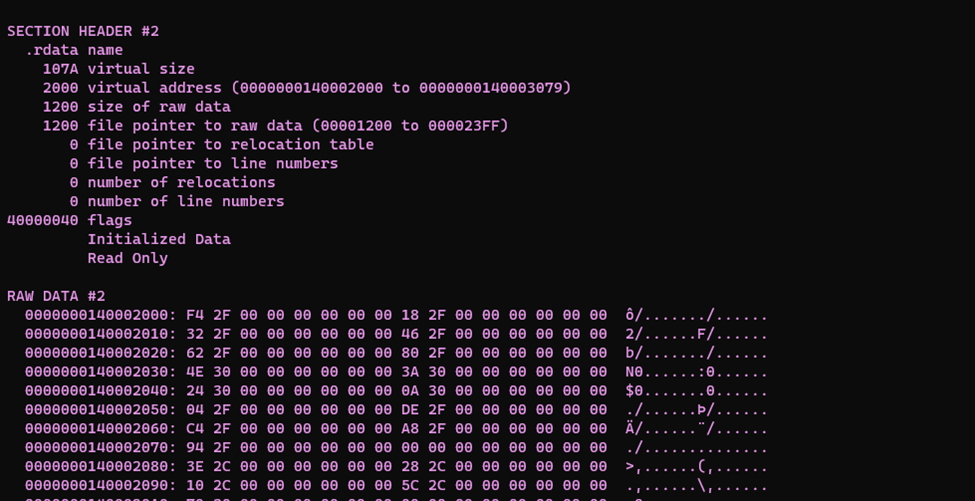 SECTION HEADER #2
  .rdata name
    107A virtual size
    2000 virtual address (0000000140002000 to 0000000140003079)
    1200 size of raw data
    1200 file pointer to raw data (00001200 to 000023FF)
       0 file pointer to relocation table
       0 file pointer to line numbers
       0 number of relocations
       0 number of line numbers
40000040 flags
         Initialized Data
         Read Only
RAW DATA #2
  0000000140002000: F4 2F 00 00 00 00 00 00 18 2F 00 00 00 00 00 00  ô/......./......
  0000000140002010: 32 2F 00 00 00 00 00 00 46 2F 00 00 00 00 00 00  2/......F/......
  0000000140002020: 62 2F 00 00 00 00 00 00 80 2F 00 00 00 00 00 00  b/......./......
  0000000140002030: 4E 30 00 00 00 00 00 00 3A 30 00 00 00 00 00 00  N0......:0......
  0000000140002040: 24 30 00 00 00 00 00 00 0A 30 00 00 00 00 00 00  $0.......0......
  0000000140002050: 04 2F 00 00 00 00 00 00 DE 2F 00 00 00 00 00 00  ./......Þ/......
  0000000140002060: C4 2F 00 00 00 00 00 00 A8 2F 00 00 00 00 00 00  Ä/......¨/......
  0000000140002070: 94 2F 00 00 00 00 00 00 00 00 00 00 00 00 00 00  ./..............
  0000000140002080: 3E 2C 00 00 00 00 00 00 28 2C 00 00 00 00 00 00  >,......(,......
  0000000140002090: 10 2C 00 00 00 00 00 00 5C 2C 00 00 00 00 00 00  .,......\,......